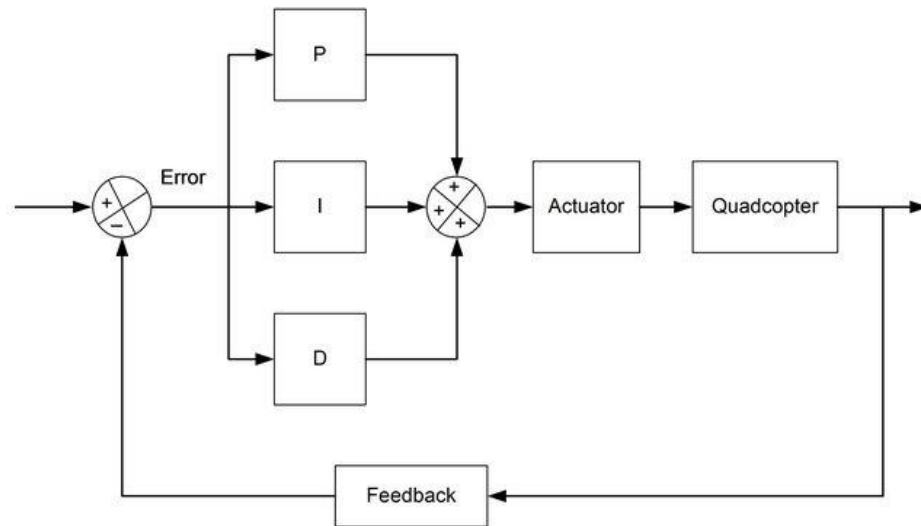 P
Error
+
−
I
+
+
+
Actuator
Quadcopter
D
Feedback